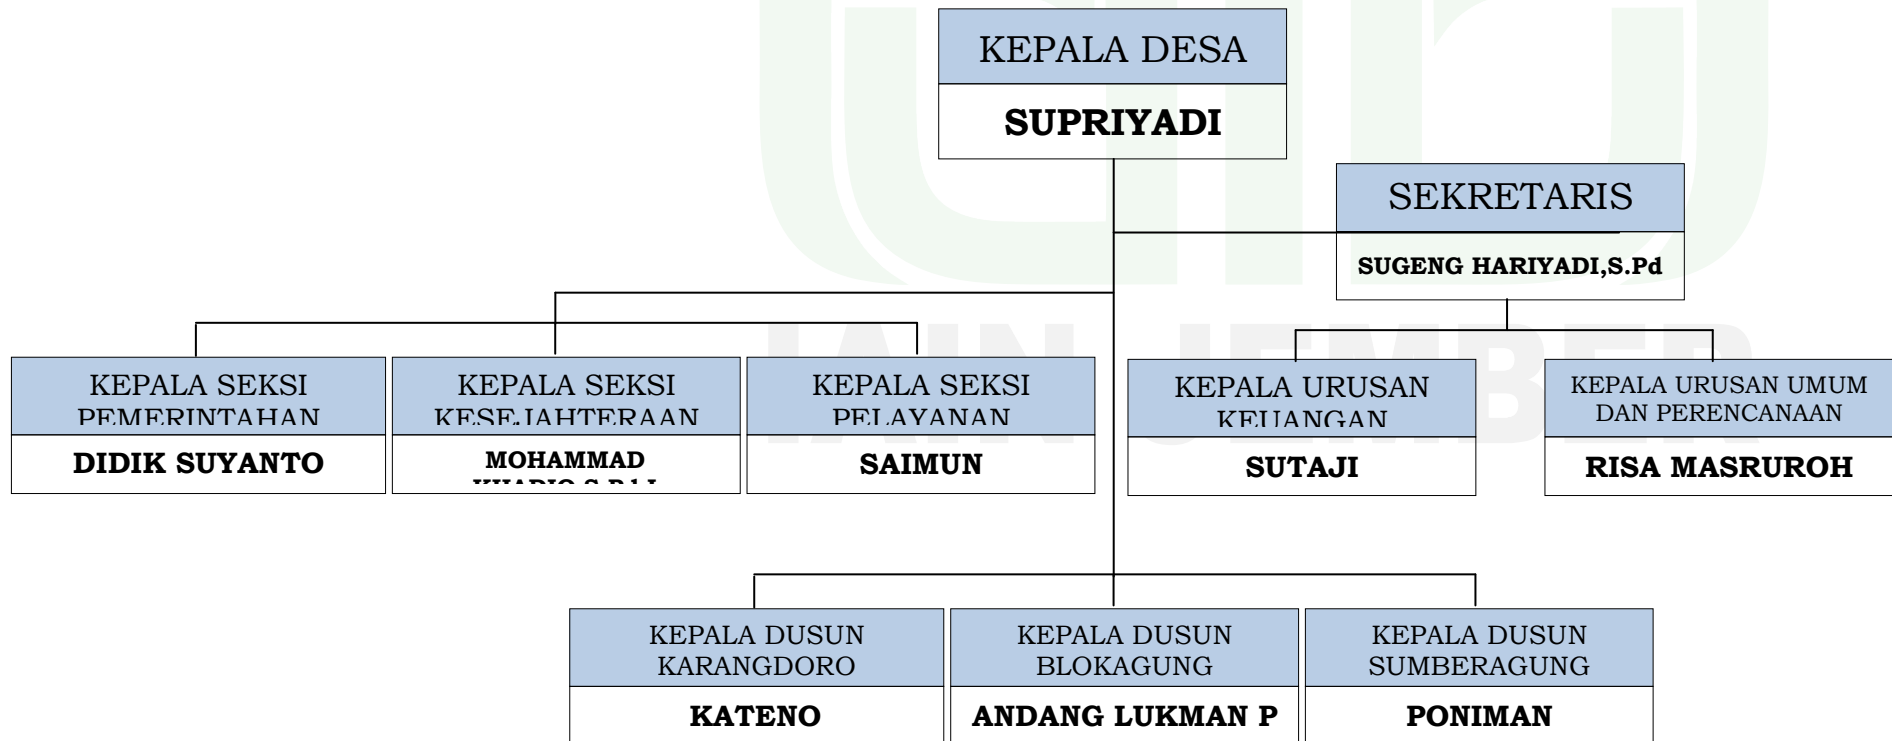 KEPALA DESA
SUPRIYADI
SEKRETARIS
SUGENG HARIYADI,S.Pd
KEPALA SEKSI
PEMERINTAHAN
DIDIK SUYANTO
KEPALA SEKSI
KESEJAHTERAAN
MOHAMMAD
KEPALA SEKSI
PELAYANAN
SAIMUN
KEPALA URUSAN
KEUANGAN
SUTAJI
KEPALA URUSAN UMUM
DAN PERENCANAAN
RISA MASRUROH
IAIN JEMBER
KEPALA DUSUN
KARANGDORO
KATENO
KEPALA DUSUN
BLOKAGUNG
ANDANG LUKMAN P
KEPALA DUSUN
SUMBERAGUNG
PONIMAN